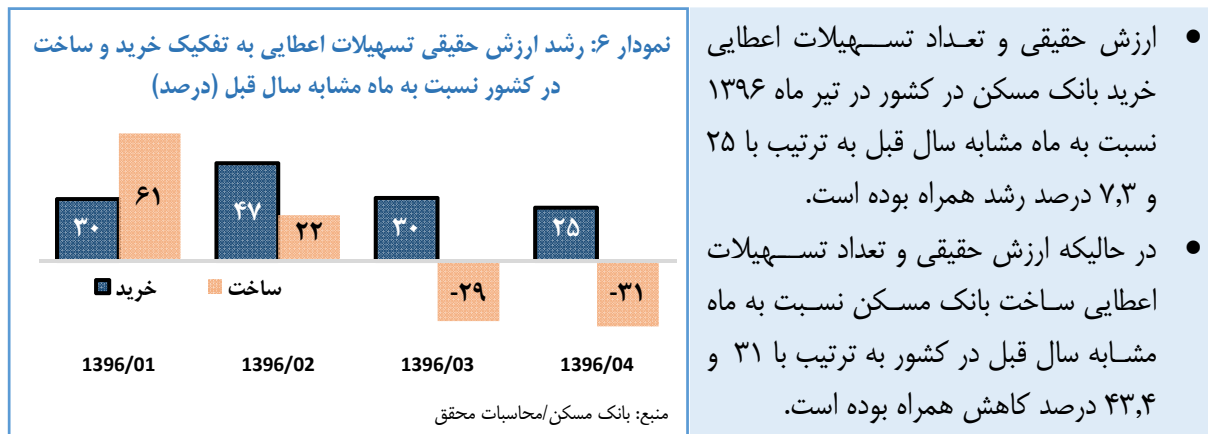 ● ارزش حقیقی و تعداد تسهیلات اعطایی
خرید بانک مسکن در کشور در تیر ماه ۱۳۹۶
نسبت به ماه مشابه سال قبل به ترتیب با ۲۵
و ۷,۳ درصد رشد همراه بوده است.
● در حالیکه ارزش حقیقی و تعداد تسهیلات
اعطایی ساخت بانک مسکن نسبت به ماه
مشابه سال قبل در کشور به ترتیب با ۳۱ و
۴۳,۴ درصد کاهش همراه بوده است.
نمودار ۶: رشد ارزش حقیقی تسهیلات اعطایی به تفکیک خرید و ساخت
در کشور نسبت به ماه مشابه سال قبل (درصد)
۳۰ ۶۱ ۴۷ ۲۲ ۳۰ -۲۹ ۲۵ -۳۱
خرید ساخت
1396/01 1396/02 1396/03 1396/04
منبع: بانک مسکن/محاسبات محقق